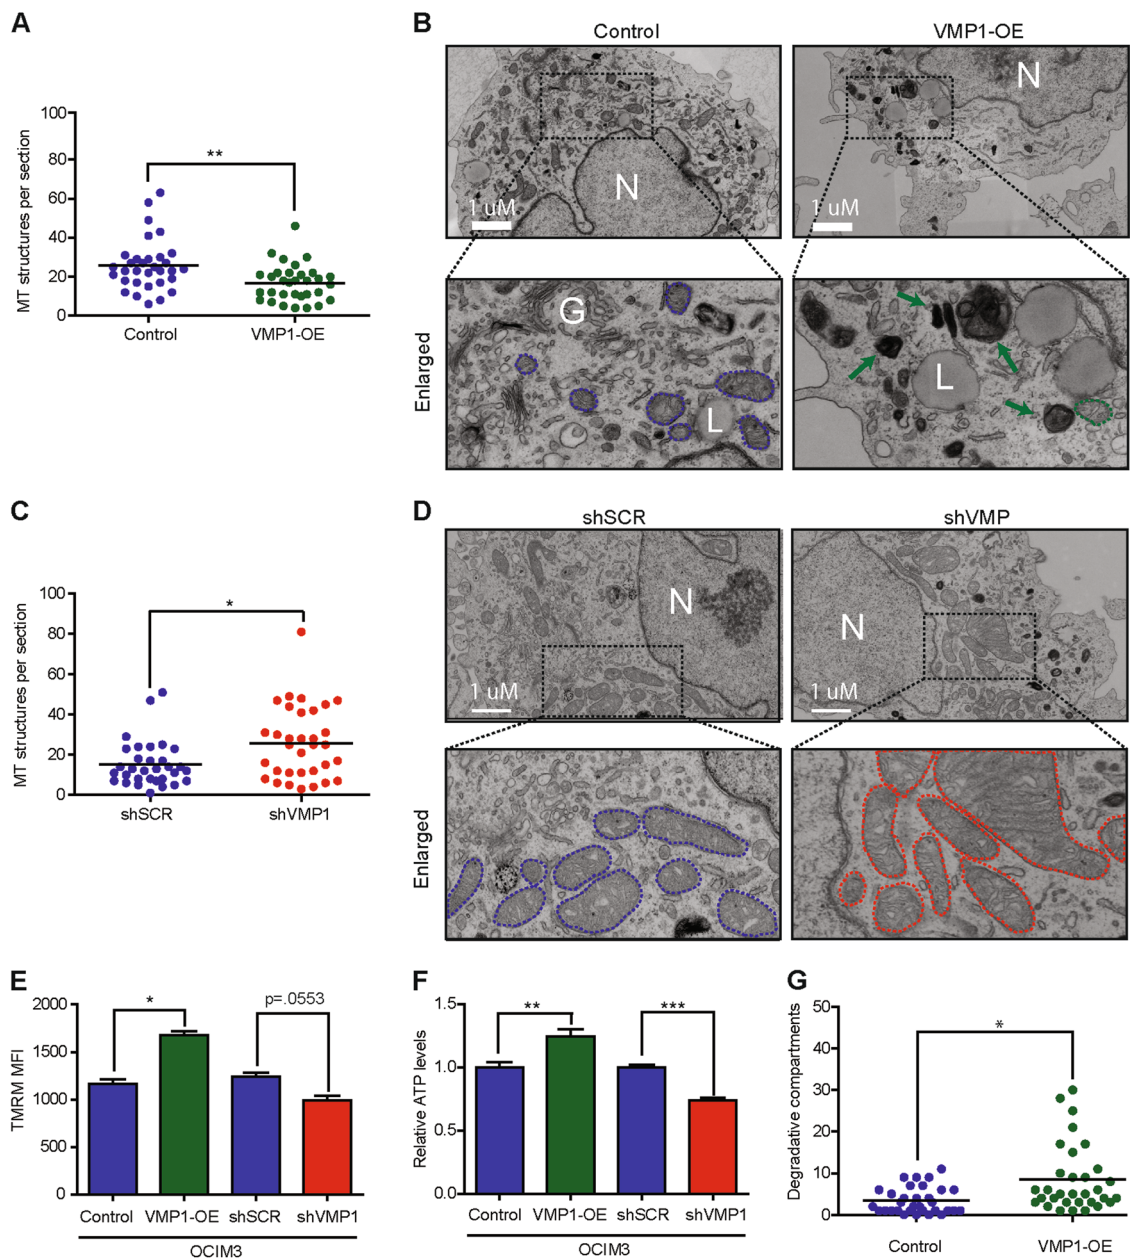 A
MT structures per section
100
80
60
40
20
0
**
Control
VMP1-OE
B
Control
VMP1-OE
N
1 uM
N
1 uM
Enlarged
G
L
L
C
MT structures per section
100
80
60
40
20
0
*
shSCR
shVMP1
D
shSCR
shVMP
N
1 uM
N
1 uM
Enlarged
E
TMRM MFI
2000
1500
1000
500
0
*
p=.0553
Control
VMP1-OE
shSCR
shVMP1
OCIM3
F
Relative ATP levels
1.5
1.0
0.5
0.0
**
***
Control
VMP1-OE
shSCR
shVMP1
OCIM3
G
Degradative compartments
50
40
30
20
10
0
*
Control
VMP1-OE